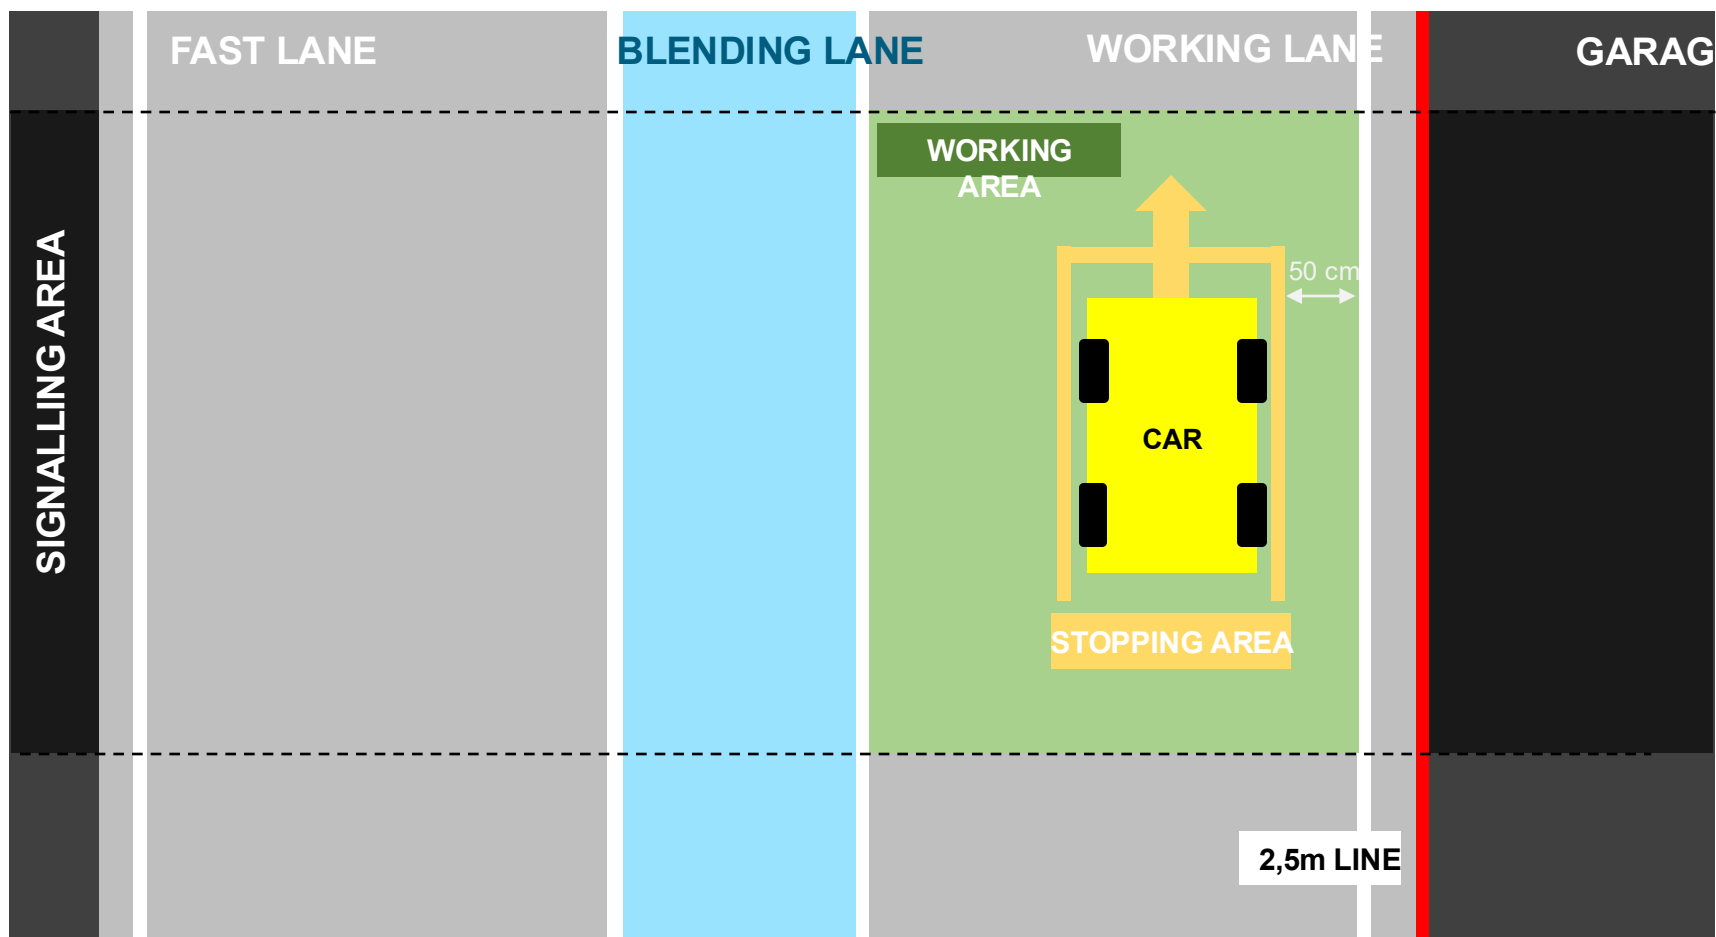 FAST LANE
BLENDING LANE
WORKING LANE
GARAG
WORKING
AREA
SIGNALLING AREA
50 cm
CAR
STOPPING AREA
2,5m LINE